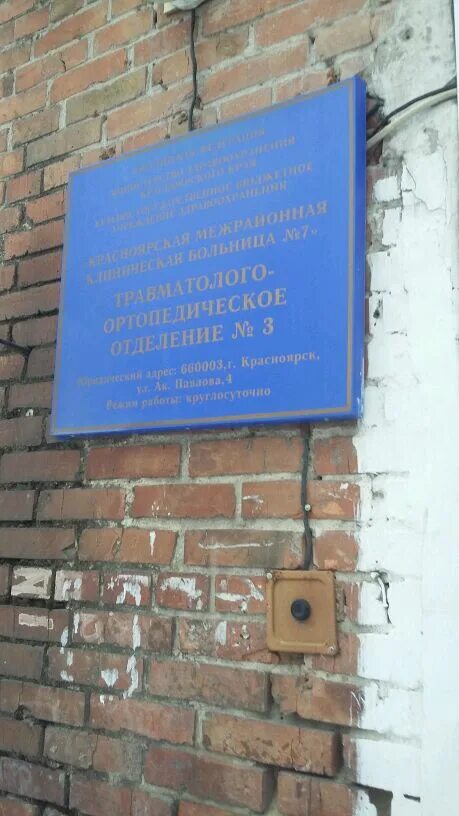 РОССИЙСКАЯ ФЕДЕРАЦИЯ
МИНИСТЕРСТВО ЗДРАВООХРАНЕНИЯ
КРАСНОЯРСКОГО КРАЯ
КРАЕВОЕ ГОСУДАРСТВЕННОЕ БЮДЖЕТНОЕ
УЧРЕЖДЕНИЕ ЗДРАВООХРАНЕНИЯ
«КРАСНОЯРСКАЯ МЕЖРАЙОННАЯ
КЛИНИЧЕСКАЯ БОЛЬНИЦА №7»
ТРАВМАТОЛОГО-
ОРТОПЕДИЧЕСКОЕ
ОТДЕЛЕНИЕ № 3
Юридический адрес: 660003,г. Красноярск,
ул. Ак. Павлова,4
Режим работы: круглосуточно